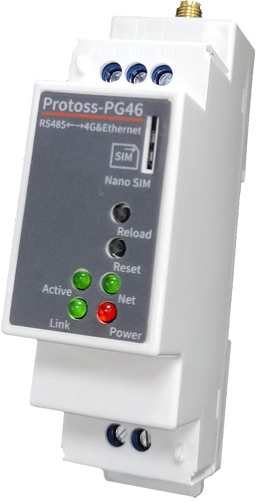 Protoss-PG46
RS485←→4G&Ethernet
SIM
Nano SIM
Reload
Reset
Active
Net
Link
Power